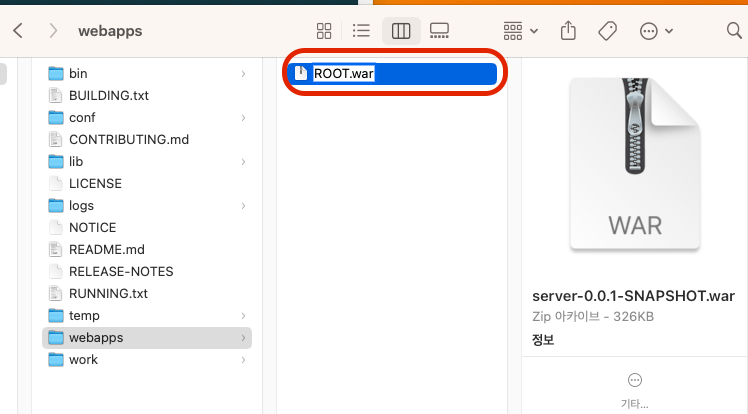 webapps
bin
BUILDING.txt
conf
CONTRIBUTING.md
lib
LICENSE
logs
NOTICE
README.md
RELEASE-NOTES
RUNNING.txt
temp
webapps
work
ROOT.war
WAR
server-0.0.1-SNAPSHOT.war
Zip 아카이브 - 326KB
정보
기타...